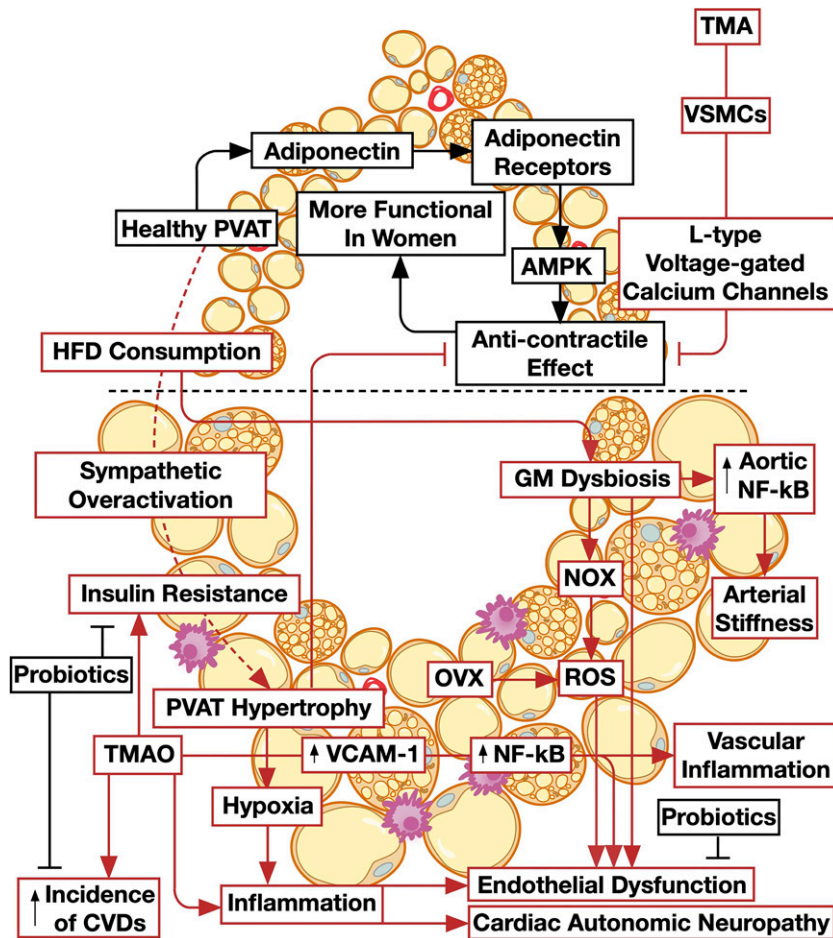 TMA
VSMCs
Adiponectin
Adiponectin
Receptors
Healthy PVAT
More Functional
In Women
L-type
Voltage-gated
Calcium Channels
AMPK
HFD Consumption
Anti-contractile
Effect
Sympathetic
Overactivation
GM Dysbiosis
↑ Aortic
NF-kB
NOX
Insulin Resistance
Arterial
Stiffness
Probiotics
OVX
ROS
PVAT Hypertrophy
TMAO
↑ VCAM-1
↑ NF-kB
Vascular
Inflammation
Hypoxia
Probiotics
↑ Incidence
of CVDs
Inflammation
Endothelial Dysfunction
Cardiac Autonomic Neuropathy